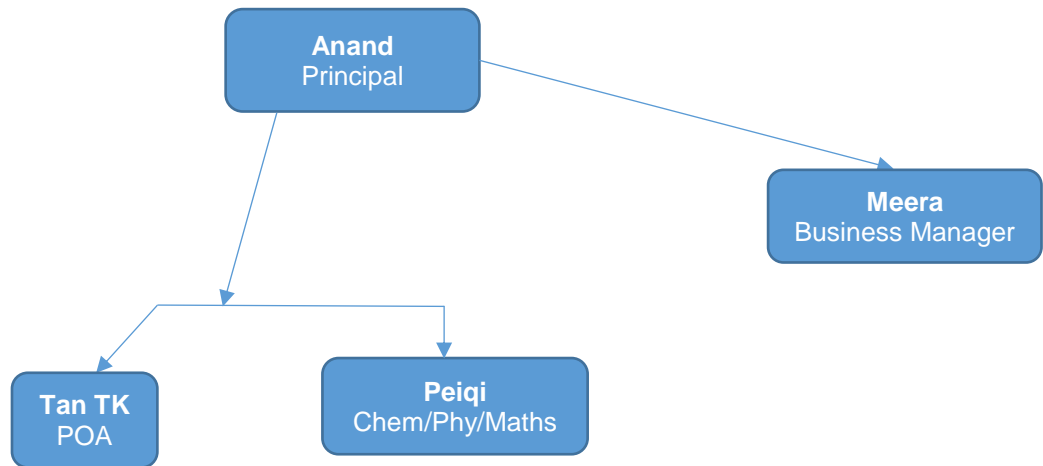 Anand
Principal
Meera
Business Manager
Tan TK
POA
Peiqi
Chem/Phy/Maths